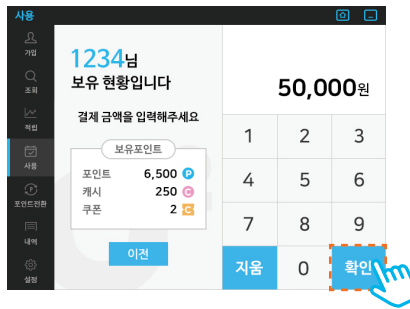 사용
가입
조회
적립
사용
포인트전환
내역
설정
1234님
보유 현황입니다
결제 금액을 입력해주세요
보유포인트
포인트 6,500 P
캐시 250 C
쿠폰 2 C
이전
50,000원
1 2 3
4 5 6
7 8 9
지움 0 확인